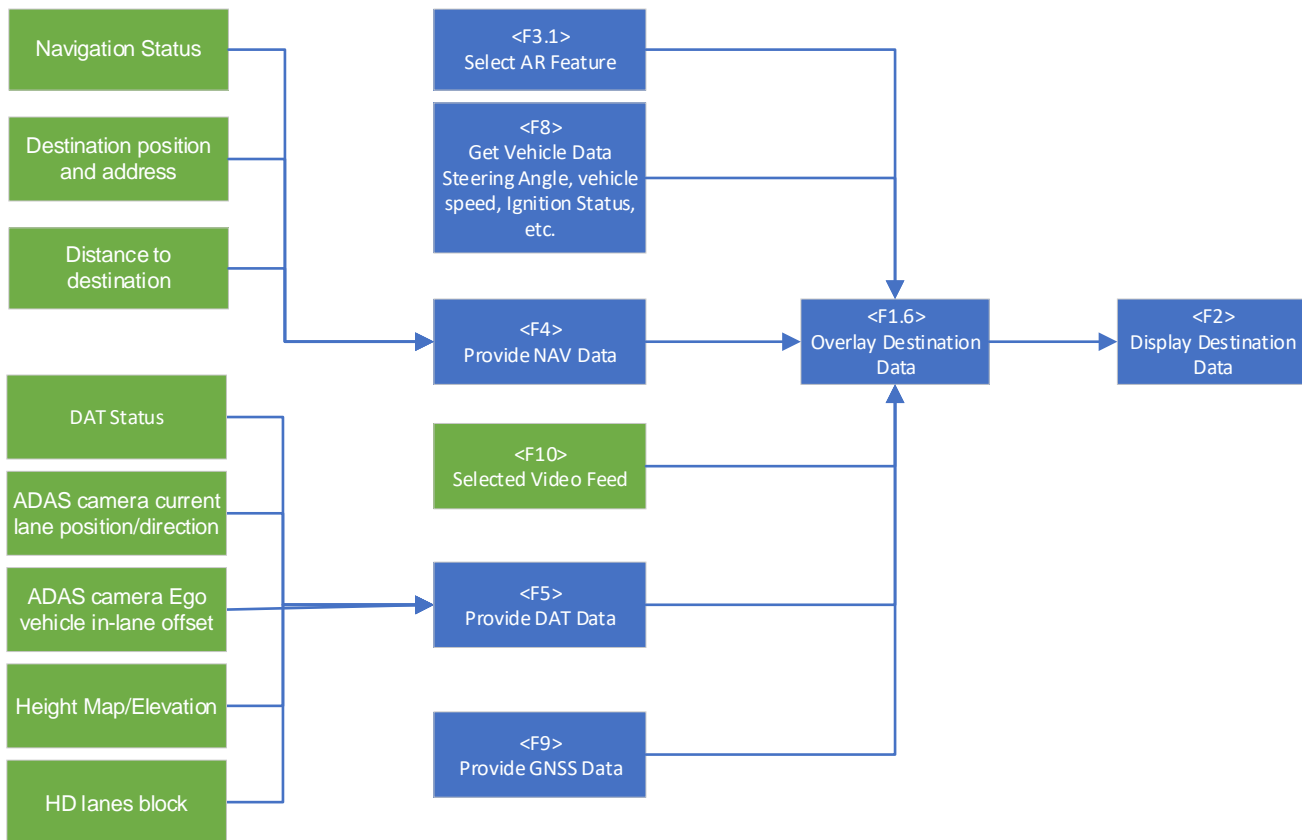 Navigation Status
Destination position
and address
Distance to
destination
DAT Status
ADAS camera current
lane position/direction
ADAS camera Ego
vehicle in-lane offset
Height Map/Elevation
HD lanes block
<F3.1>
Select AR Feature
<F8>
Get Vehicle Data
Steering Angle, vehicle
speed, Ignition Status,
etc.
<F4>
Provide NAV Data
<F10>
Selected Video Feed
<F5>
Provide DAT Data
<F9>
Provide GNSS Data
<F1.6>
Overlay Destination
Data
<F2>
Display Destination
Data